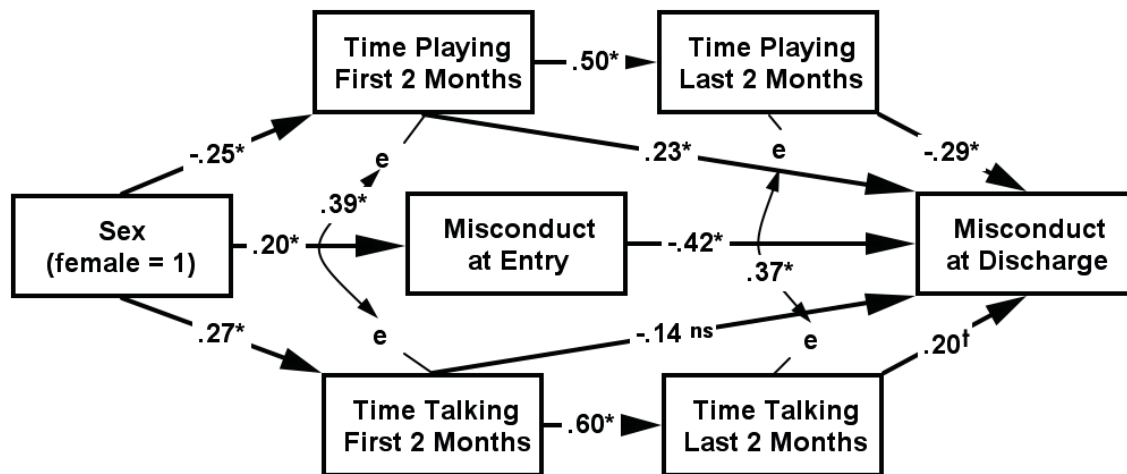 Time Playing
First 2 Months
.50*
Time Playing
Last 2 Months
-.25*
e
.23*
e
-.29*
.39*
Sex
(female = 1)
.20*
Misconduct
at Entry
-.42*
Misconduct
at Discharge
.37*
.27*
e
-.14 ns
e
.20†
Time Talking
First 2 Months
.60*
Time Talking
Last 2 Months